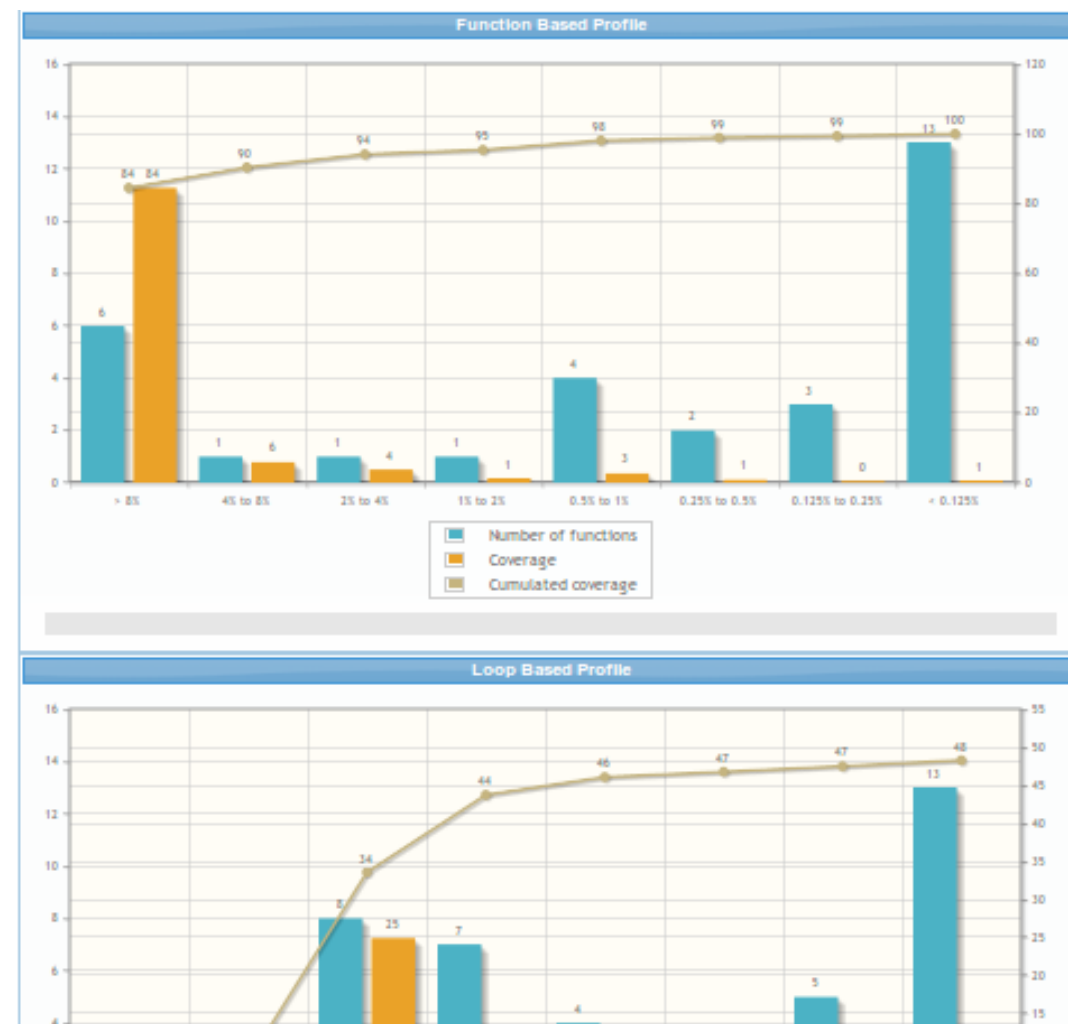 Function Based Profile
16 120
14 94 95 98 99 99 13 100 100
90
12 84 84 80
10
8 60
6 6
4 40
4 3
2 2 20
1 6 1 4 1 1 3 1 0 1
0 0
> 8% 4% to 8% 2% to 4% 1% to 2% 0.5% to 1% 0.25% to 0.5% 0.125% to 0.25% < 0.125%
Number of functions
Coverage
Cumulated coverage
Loop Based Profile
16 55
14 44 46 47 47 48 50
13 45
12 40
10 34 35
8 8 25 7 30
25
6 5 20
4 4 15